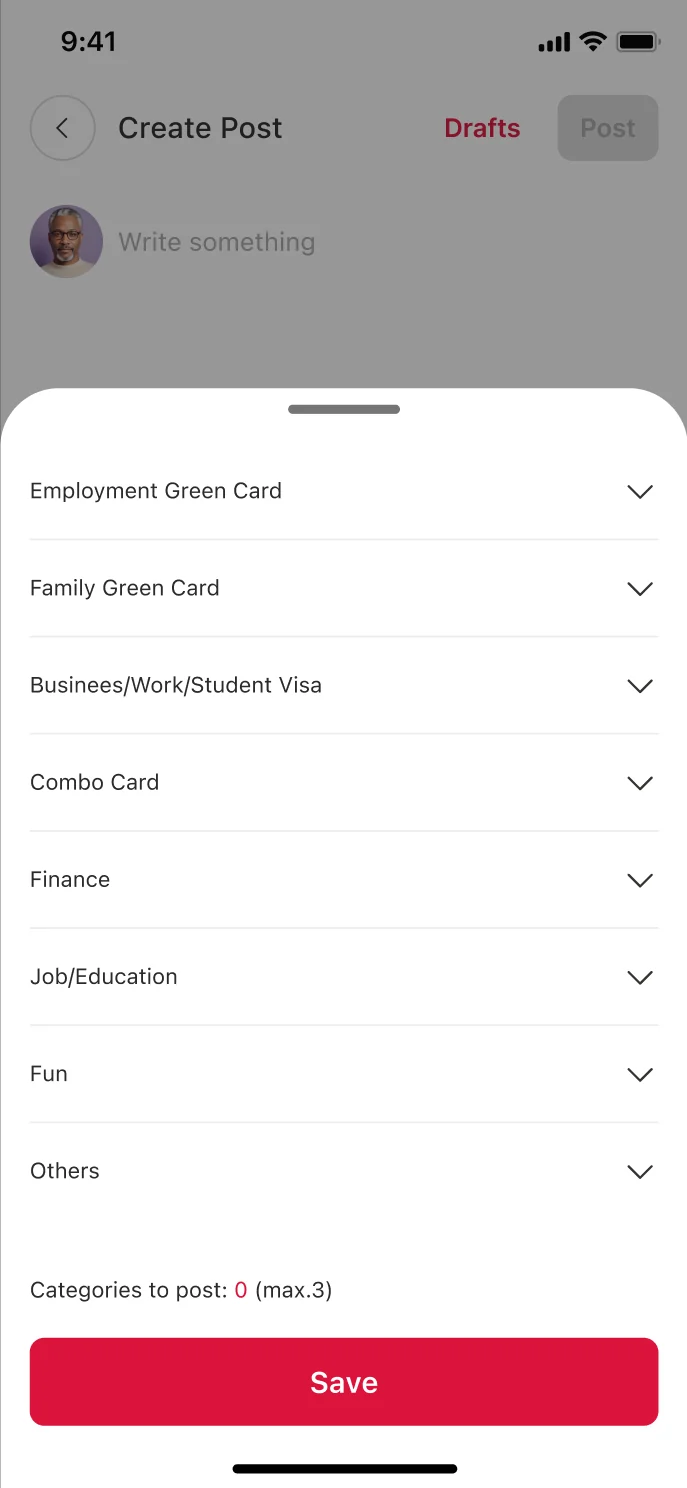 9:41
Create Post
Drafts
Post
Write something
Employment Green Card
Family Green Card
Businees/Work/Student Visa
Combo Card
Finance
Job/Education
Fun
Others
Categories to post: 0 (max.3)
Save